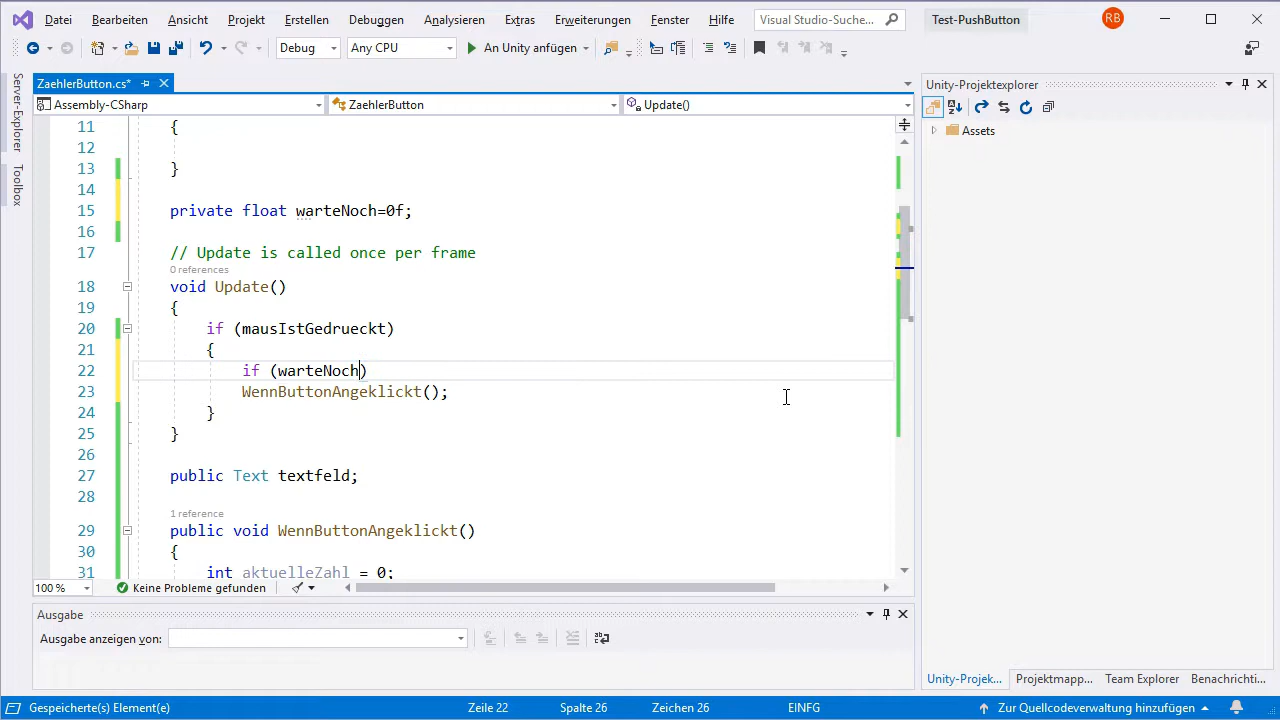 Datei Bearbeiten Ansicht Projekt Erstellen Debuggen Analysieren Extras Erweiterungen Fenster Hilfe Visual Studio-Suche... Test-PushButton RB
Debug Any CPU An Unity anfügen
Server-Explorer
Toolbox
ZaehlerButton.cs*
Assembly-CSharp ZaehlerButton Update()
11 {
12
13 }
14
15 private float warteNoch=0f;
16
17 // Update is called once per frame
0 references
18 void Update()
19 {
20 if (mausIstGedrueckt)
21 {
22 if (warteNoch)
23 WennButtonAngeklickt();
24 }
25 }
26
27 public Text textfeld;
28
1 reference
29 public void WennButtonAngeklickt()
30 {
31 int aktuelleZahl = 0;
100 % Keine Probleme gefunden
Ausgabe
Ausgabe anzeigen von:
Unity-Projektexplorer
Assets
Unity-Projek... Projektmapp... Team Explorer Benachrichti...
Gespeicherte(s) Element(e) Zeile 22 Spalte 26 Zeichen 26 EINFG Zur Quellcodeverwaltung hinzufügen